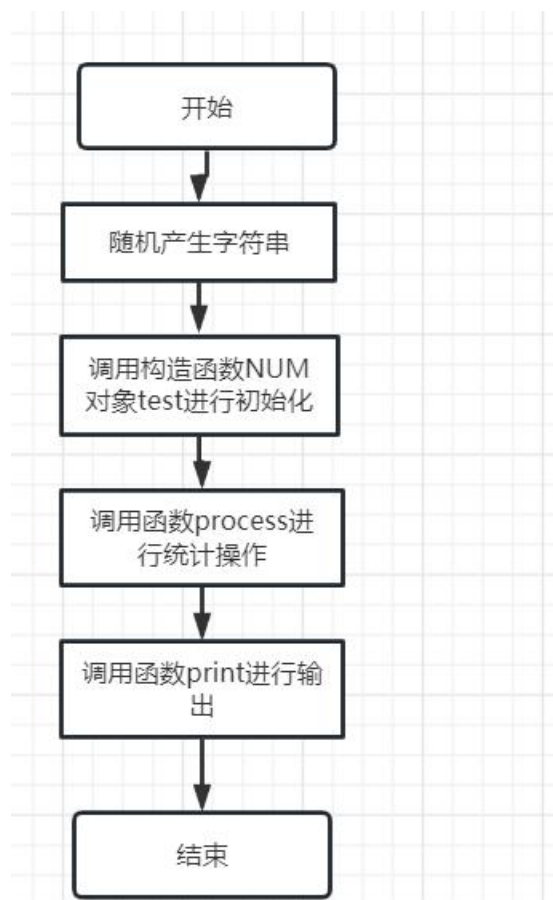 开始
随机产生字符串
调用构造函数NUM
对象test进行初始化
调用函数process进
行统计操作
调用函数print进行输
出
结束